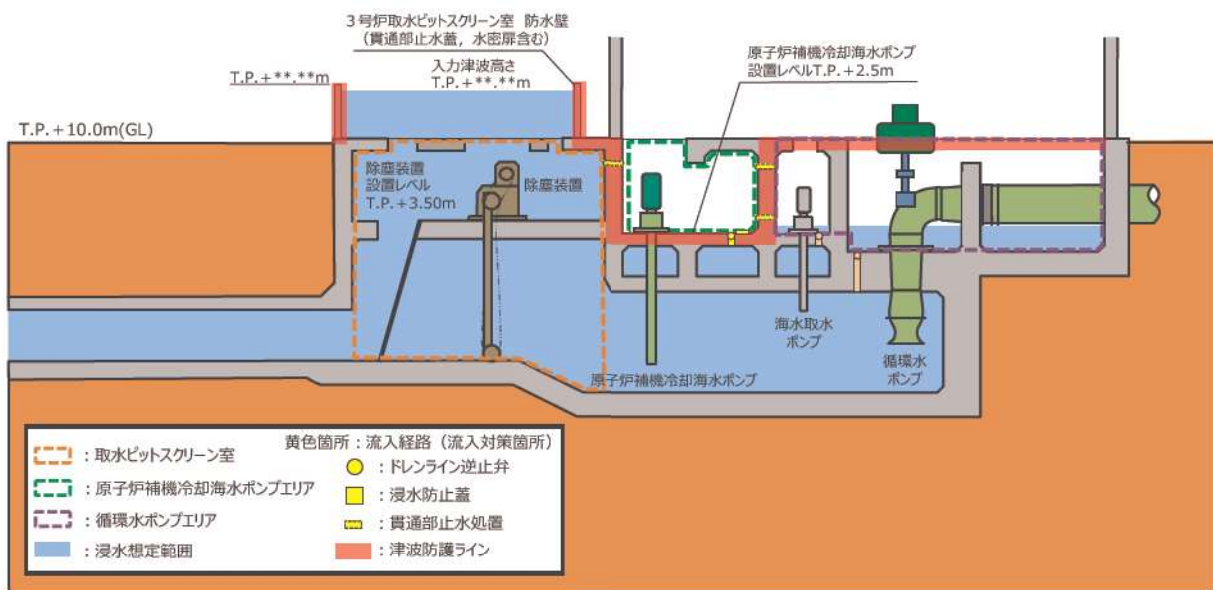 3号炉取水ピットスクリーン室 防水壁
(貫通部止水蓋,水密扉含む)
入力津波高さ
T.P.+**.**m
T.P.+**.**m
原子炉補機冷却海水ポンプ
設置レベルT.P.+2.5m
T.P.+10.0m(GL)
除塵装置
設置レベル
T.P.+3.50m
除塵装置
海水取水
ポンプ
循環水
ポンプ
原子炉補機冷却海水ポンプ
:取水ピットスクリーン室
:原子炉補機冷却海水ポンプエリア
:循環水ポンプエリア
:浸水想定範囲
黄色箇所:流入経路(流入対策箇所)
:ドレンライン逆止弁
:浸水防止蓋
:貫通部止水処置
:津波防護ライン